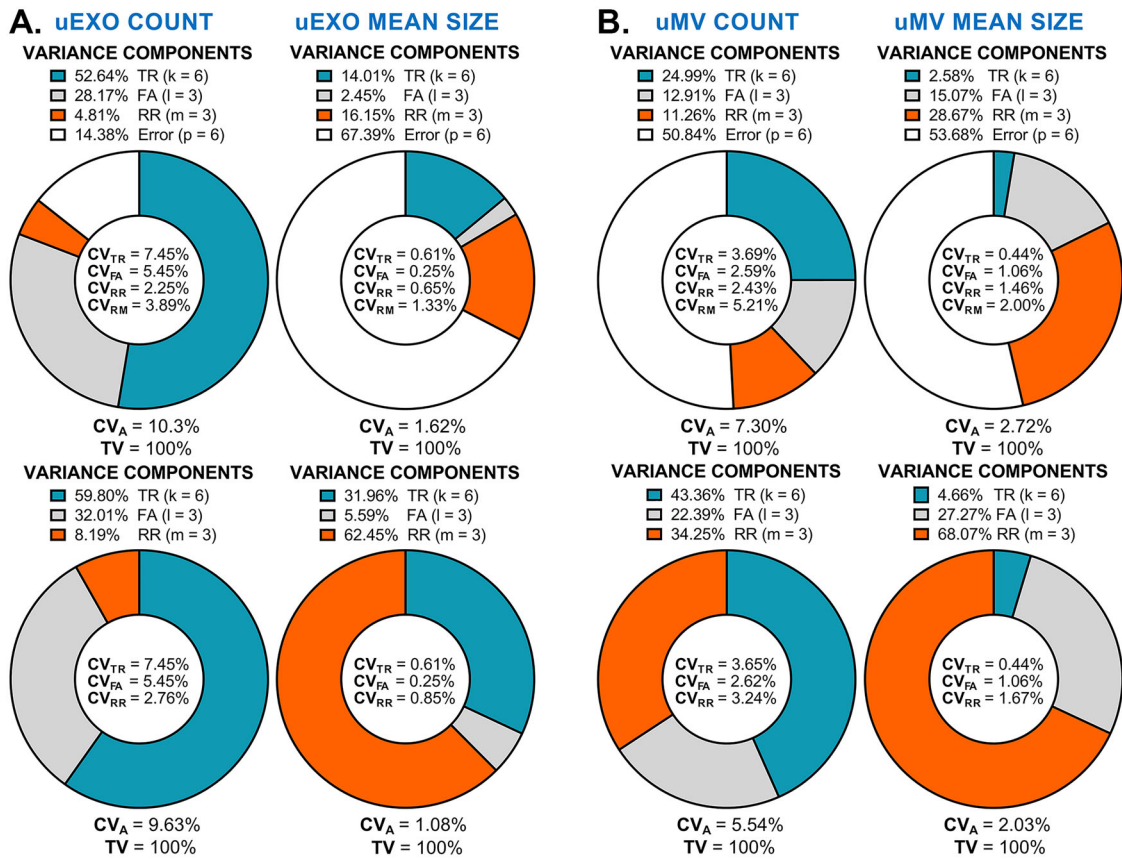 A.
uEXO COUNT
VARIANCE COMPONENTS
52.64% TR (k = 6)
28.17% FA (l = 3)
4.81% RR (m = 3)
14.38% Error (p = 6)
CVTR = 7.45%
CVFA = 5.45%
CVRR = 2.25%
CVRM = 3.89%
CVA = 10.3%
TV = 100%
uEXO MEAN SIZE
VARIANCE COMPONENTS
14.01% TR (k = 6)
2.45% FA (l = 3)
16.15% RR (m = 3)
67.39% Error (p = 6)
CVTR = 0.61%
CVFA = 0.25%
CVRR = 0.65%
CVRM = 1.33%
CVA = 1.62%
TV = 100%
VARIANCE COMPONENTS
59.80% TR (k = 6)
32.01% FA (l = 3)
8.19% RR (m = 3)
CVTR = 7.45%
CVFA = 5.45%
CVRR = 2.76%
CVA = 9.63%
TV = 100%
VARIANCE COMPONENTS
31.96% TR (k = 6)
5.59% FA (l = 3)
62.45% RR (m = 3)
CVTR = 0.61%
CVFA = 0.25%
CVRR = 0.85%
CVA = 1.08%
TV = 100%
B.
uMV COUNT
VARIANCE COMPONENTS
24.99% TR (k = 6)
12.91% FA (l = 3)
11.26% RR (m = 3)
50.84% Error (p = 6)
CVTR = 3.69%
CVFA = 2.59%
CVRR = 2.43%
CVRM = 5.21%
CVA = 7.30%
TV = 100%
uMV MEAN SIZE
VARIANCE COMPONENTS
2.58% TR (k = 6)
15.07% FA (l = 3)
28.67% RR (m = 3)
53.68% Error (p = 6)
CVTR = 0.44%
CVFA = 1.06%
CVRR = 1.46%
CVRM = 2.00%
CVA = 2.72%
TV = 100%
VARIANCE COMPONENTS
43.36% TR (k = 6)
22.39% FA (l = 3)
34.25% RR (m = 3)
CVTR = 3.65%
CVFA = 2.62%
CVRR = 3.24%
CVA = 5.54%
TV = 100%
VARIANCE COMPONENTS
4.66% TR (k = 6)
27.27% FA (l = 3)
68.07% RR (m = 3)
CVTR = 0.44%
CVFA = 1.06%
CVRR = 1.67%
CVA = 2.03%
TV = 100%